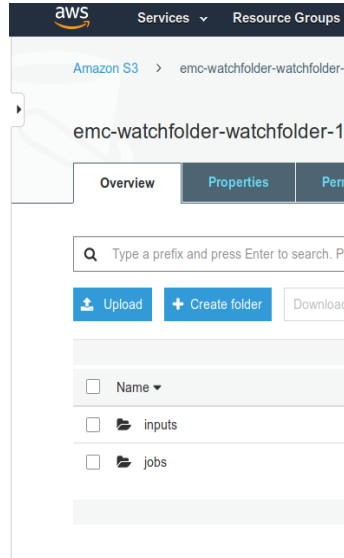 aws Services Resource Groups
Amazon S3 > emc-watchfolder-watchfolder-
emc-watchfolder-watchfolder-1
Overview Properties Perr
Type a prefix and press Enter to search. P
Upload + Create folder Download
Name
inputs
jobs